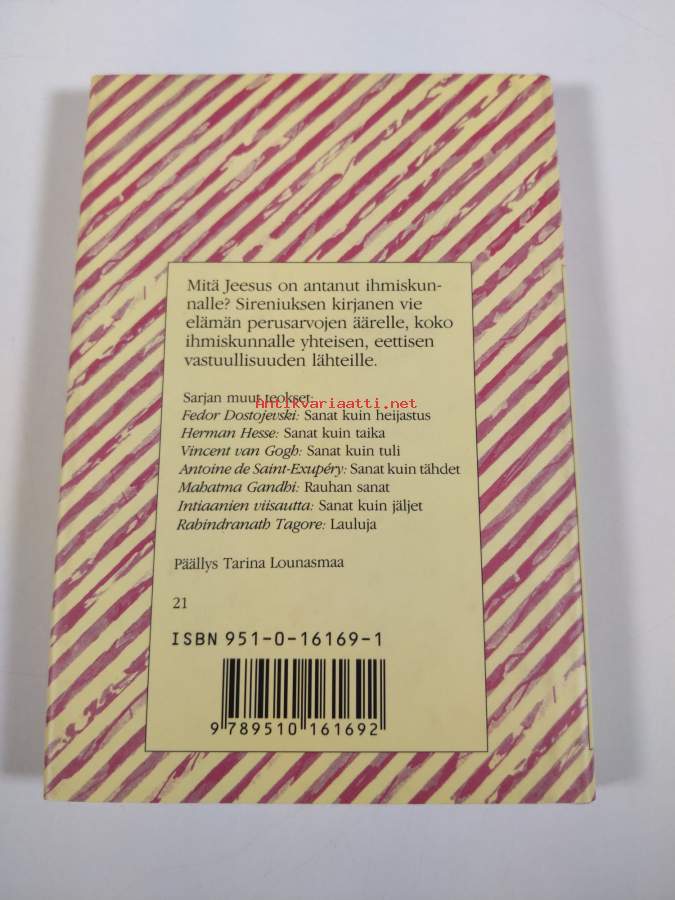 Mitä Jeesus on antanut ihmiskun-
nalle? Sireniuksen kirjanen vie
elämän perusarvojen äärelle, koko
ihmiskunnalle yhteisen, eettisen
vastuullisuuden lähteille.
Sarjan muut teokset:
Antikvariaatti.net
Fedor Dostojevski: Sanat kuin heijastus
Herman Hesse: Sanat kuin taika
Vincent van Gogh: Sanat kuin tuli
Antoine de Saint-Exupéry: Sanat kuin tähdet
Mahatma Gandhi: Rauhan sanat
Intiaanien viisautta: Sanat kuin jäljet
Rabindranath Tagore: Lauluja
Päällys Tarina Lounasmaa
21
ISBN 951-0-16169-1
9 789510 161692